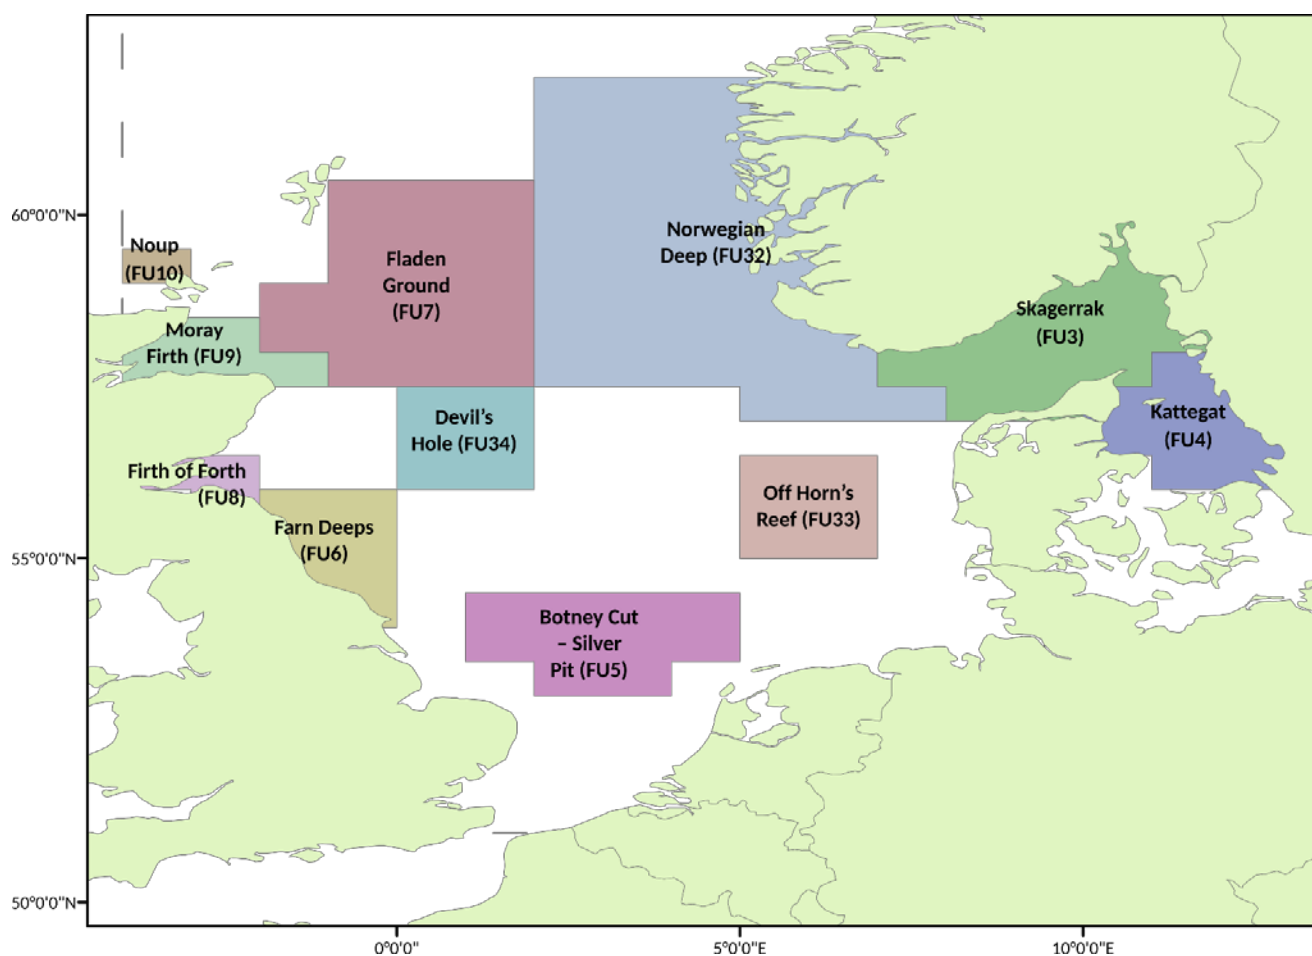 60°0'0"N
55°0'0"N
50°0'0"N
Noup
(FU10)
Fladen
Ground
(FU7)
Norwegian
Deep (FU32)
Moray
Firth (FU9)
Skagerrak
(FU3)
Devil’s
Hole (FU34)
Kattegat
(FU4)
Firth of Forth
(FU8)
Farn Deeps
(FU6)
Off Horn’s
Reef (FU33)
Botney Cut
– Silver
Pit (FU5)
0°0'0"
5°0'0"E
10°0'0"E